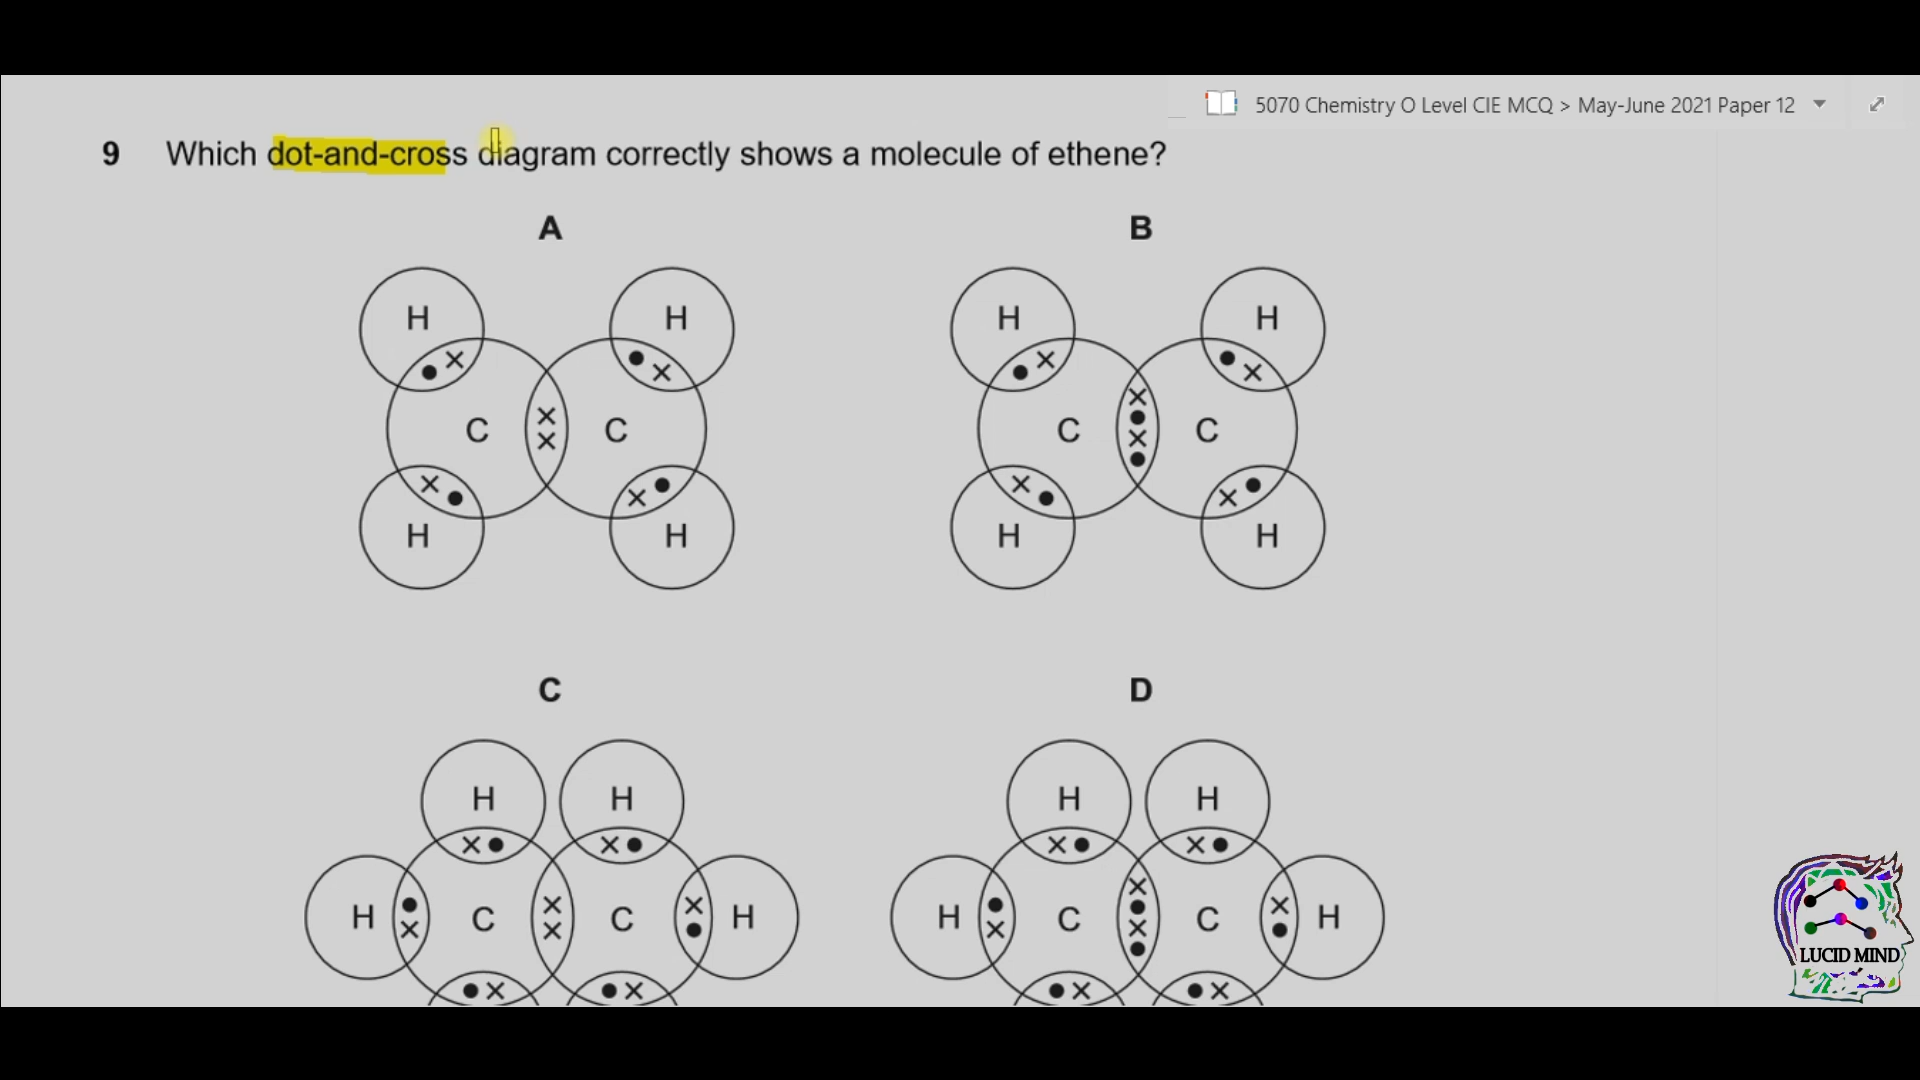 5070 Chemistry O Level CIE MCQ > May-June 2021 Paper 12
9 Which dot-and-cross diagram correctly shows a molecule of ethene?
A B
H H H H
C C C C
H H H H
C D
H H H H
H C C H H C C H
LUCID MIND